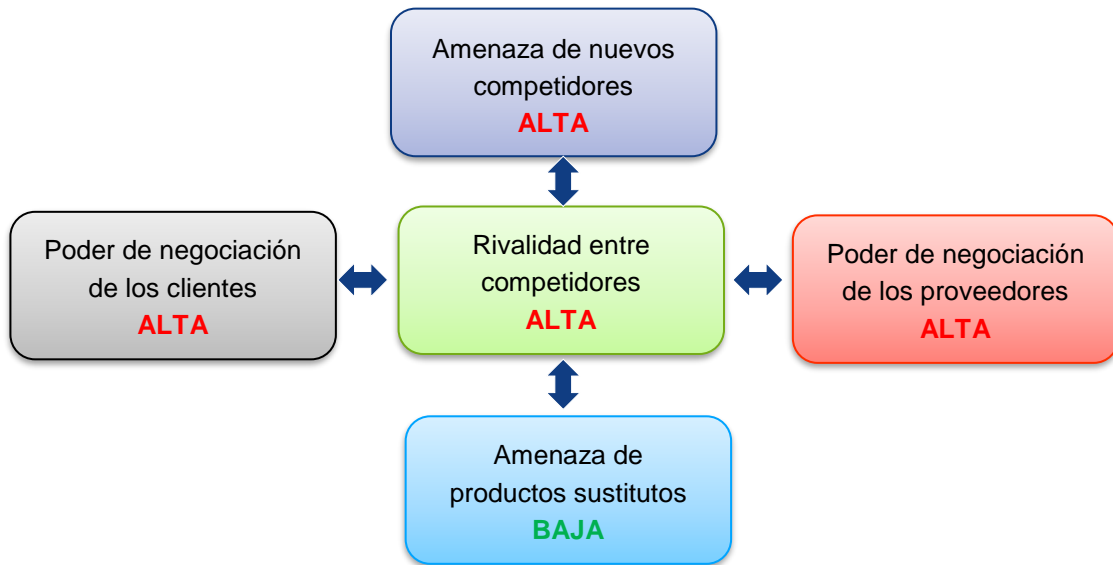 Amenaza de nuevos
competidores
ALTA
Poder de negociación
de los clientes
ALTA
Rivalidad entre
competidores
ALTA
Poder de negociación
de los proveedores
ALTA
Amenaza de
productos sustitutos
BAJA